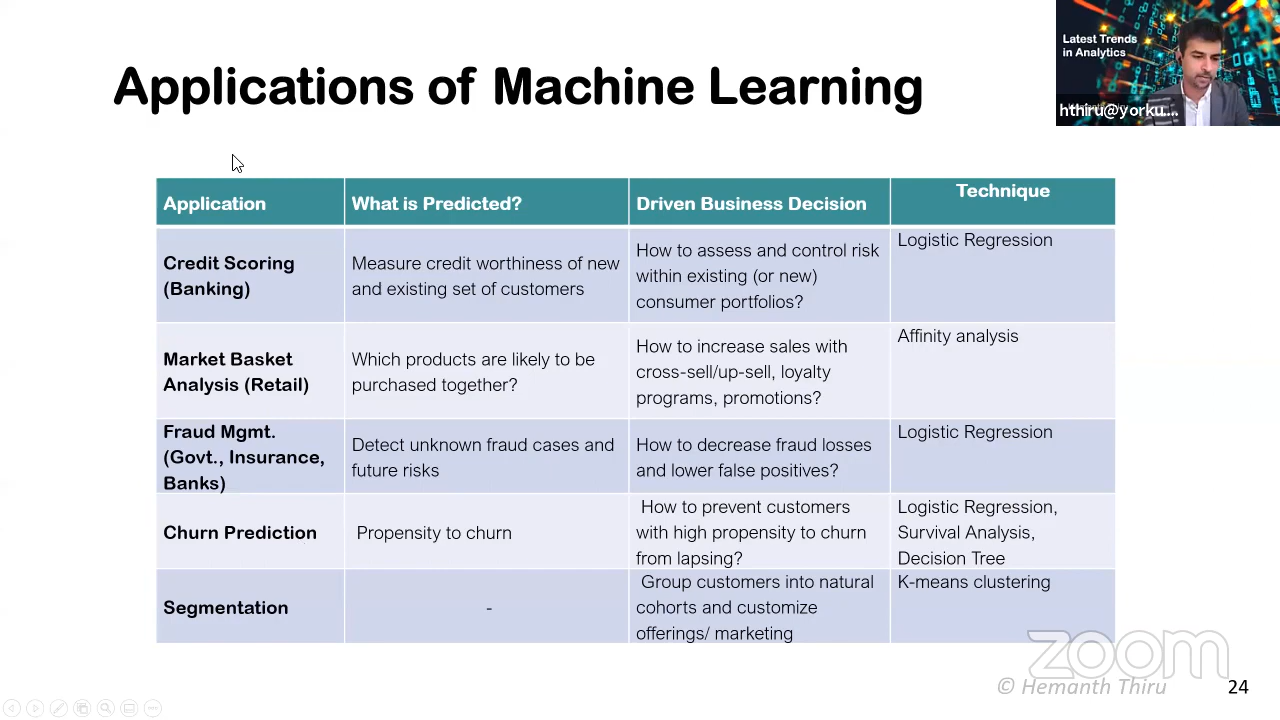 Applications of Machine Learning
Latest Trends
in Analytics
hthiru@yorku....
Application
What is Predicted?
Driven Business Decision
Technique
Credit Scoring
(Banking)
Measure credit worthiness of new
and existing set of customers
How to assess and control risk
within existing (or new)
consumer portfolios?
Logistic Regression
Market Basket
Analysis (Retail)
Which products are likely to be
purchased together?
How to increase sales with
cross-sell/up-sell, loyalty
programs, promotions?
Affinity analysis
Fraud Mgmt.
(Govt., Insurance,
Banks)
Detect unknown fraud cases and
future risks
How to decrease fraud losses
and lower false positives?
Logistic Regression
Churn Prediction
Propensity to churn
How to prevent customers
with high propensity to churn
from lapsing?
Logistic Regression,
Survival Analysis,
Decision Tree
Segmentation
-
Group customers into natural
cohorts and customize
offerings/ marketing
K-means clustering
zoom
© Hemanth Thiru
24